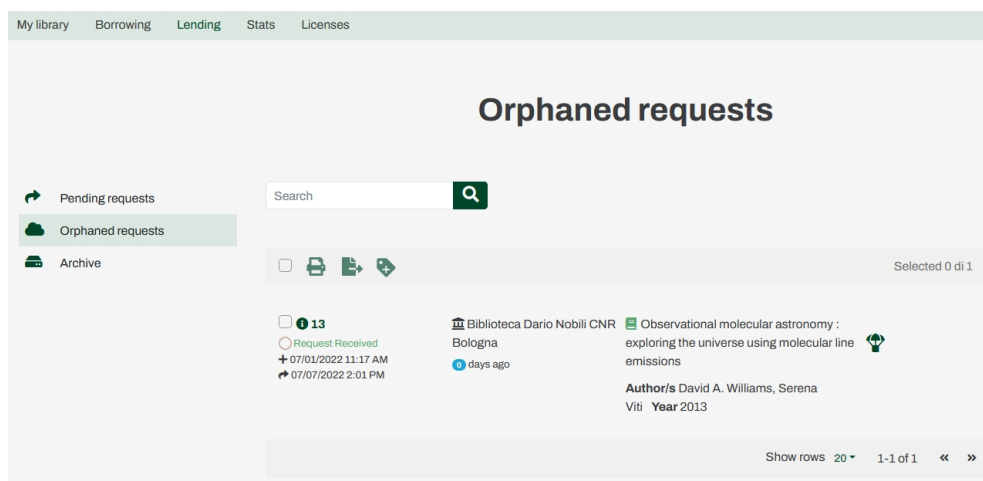 My library Borrowing Lending Stats Licenses
Orphaned requests
Pending requests
Orphaned requests
Archive
Search
Selected 0 di 1
13
Request Received
07/01/2022 11:17 AM
07/07/2022 2:01 PM
Biblioteca Dario Nobili CNR
Bologna
0 days ago
Observational molecular astronomy :
exploring the universe using molecular line
emissions
Author/s David A. Williams, Serena
Viti Year 2013
Show rows 20 1-1 of 1 « »